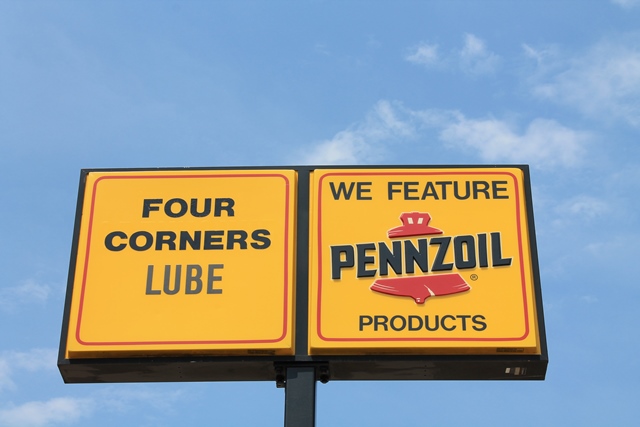 FOUR
CORNERS
LUBE
WE FEATURE
PENNZOIL®
PRODUCTS